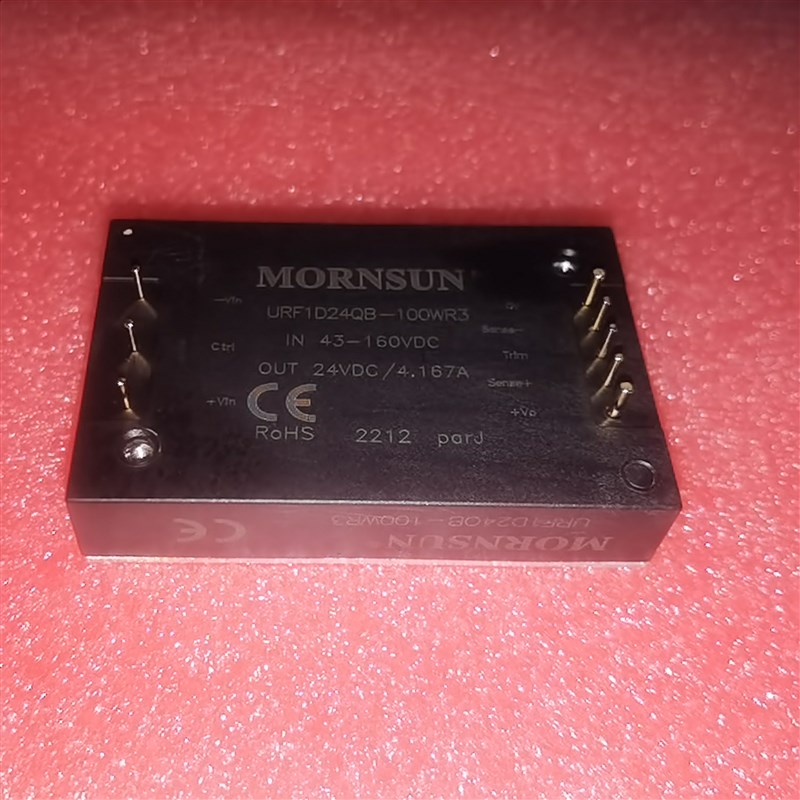 MORNSUN
URF1D24QB-100WR3
IN 43-160VDC
OUT 24VDC/4.167A
CE
RoHS 2212 parJ
-Vin
Ctrl
+Vin
Sense-
Trim
Sense+
+Vo
MORNSUN
URF1D24QB-100WR3
CE